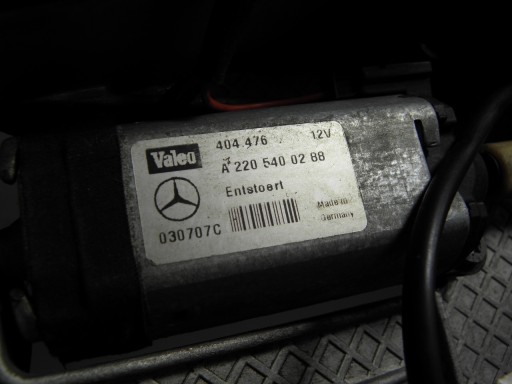 Valeo 404 476 12V
A 220 540 02 88
Entstoert
030707C
Made in
Germany